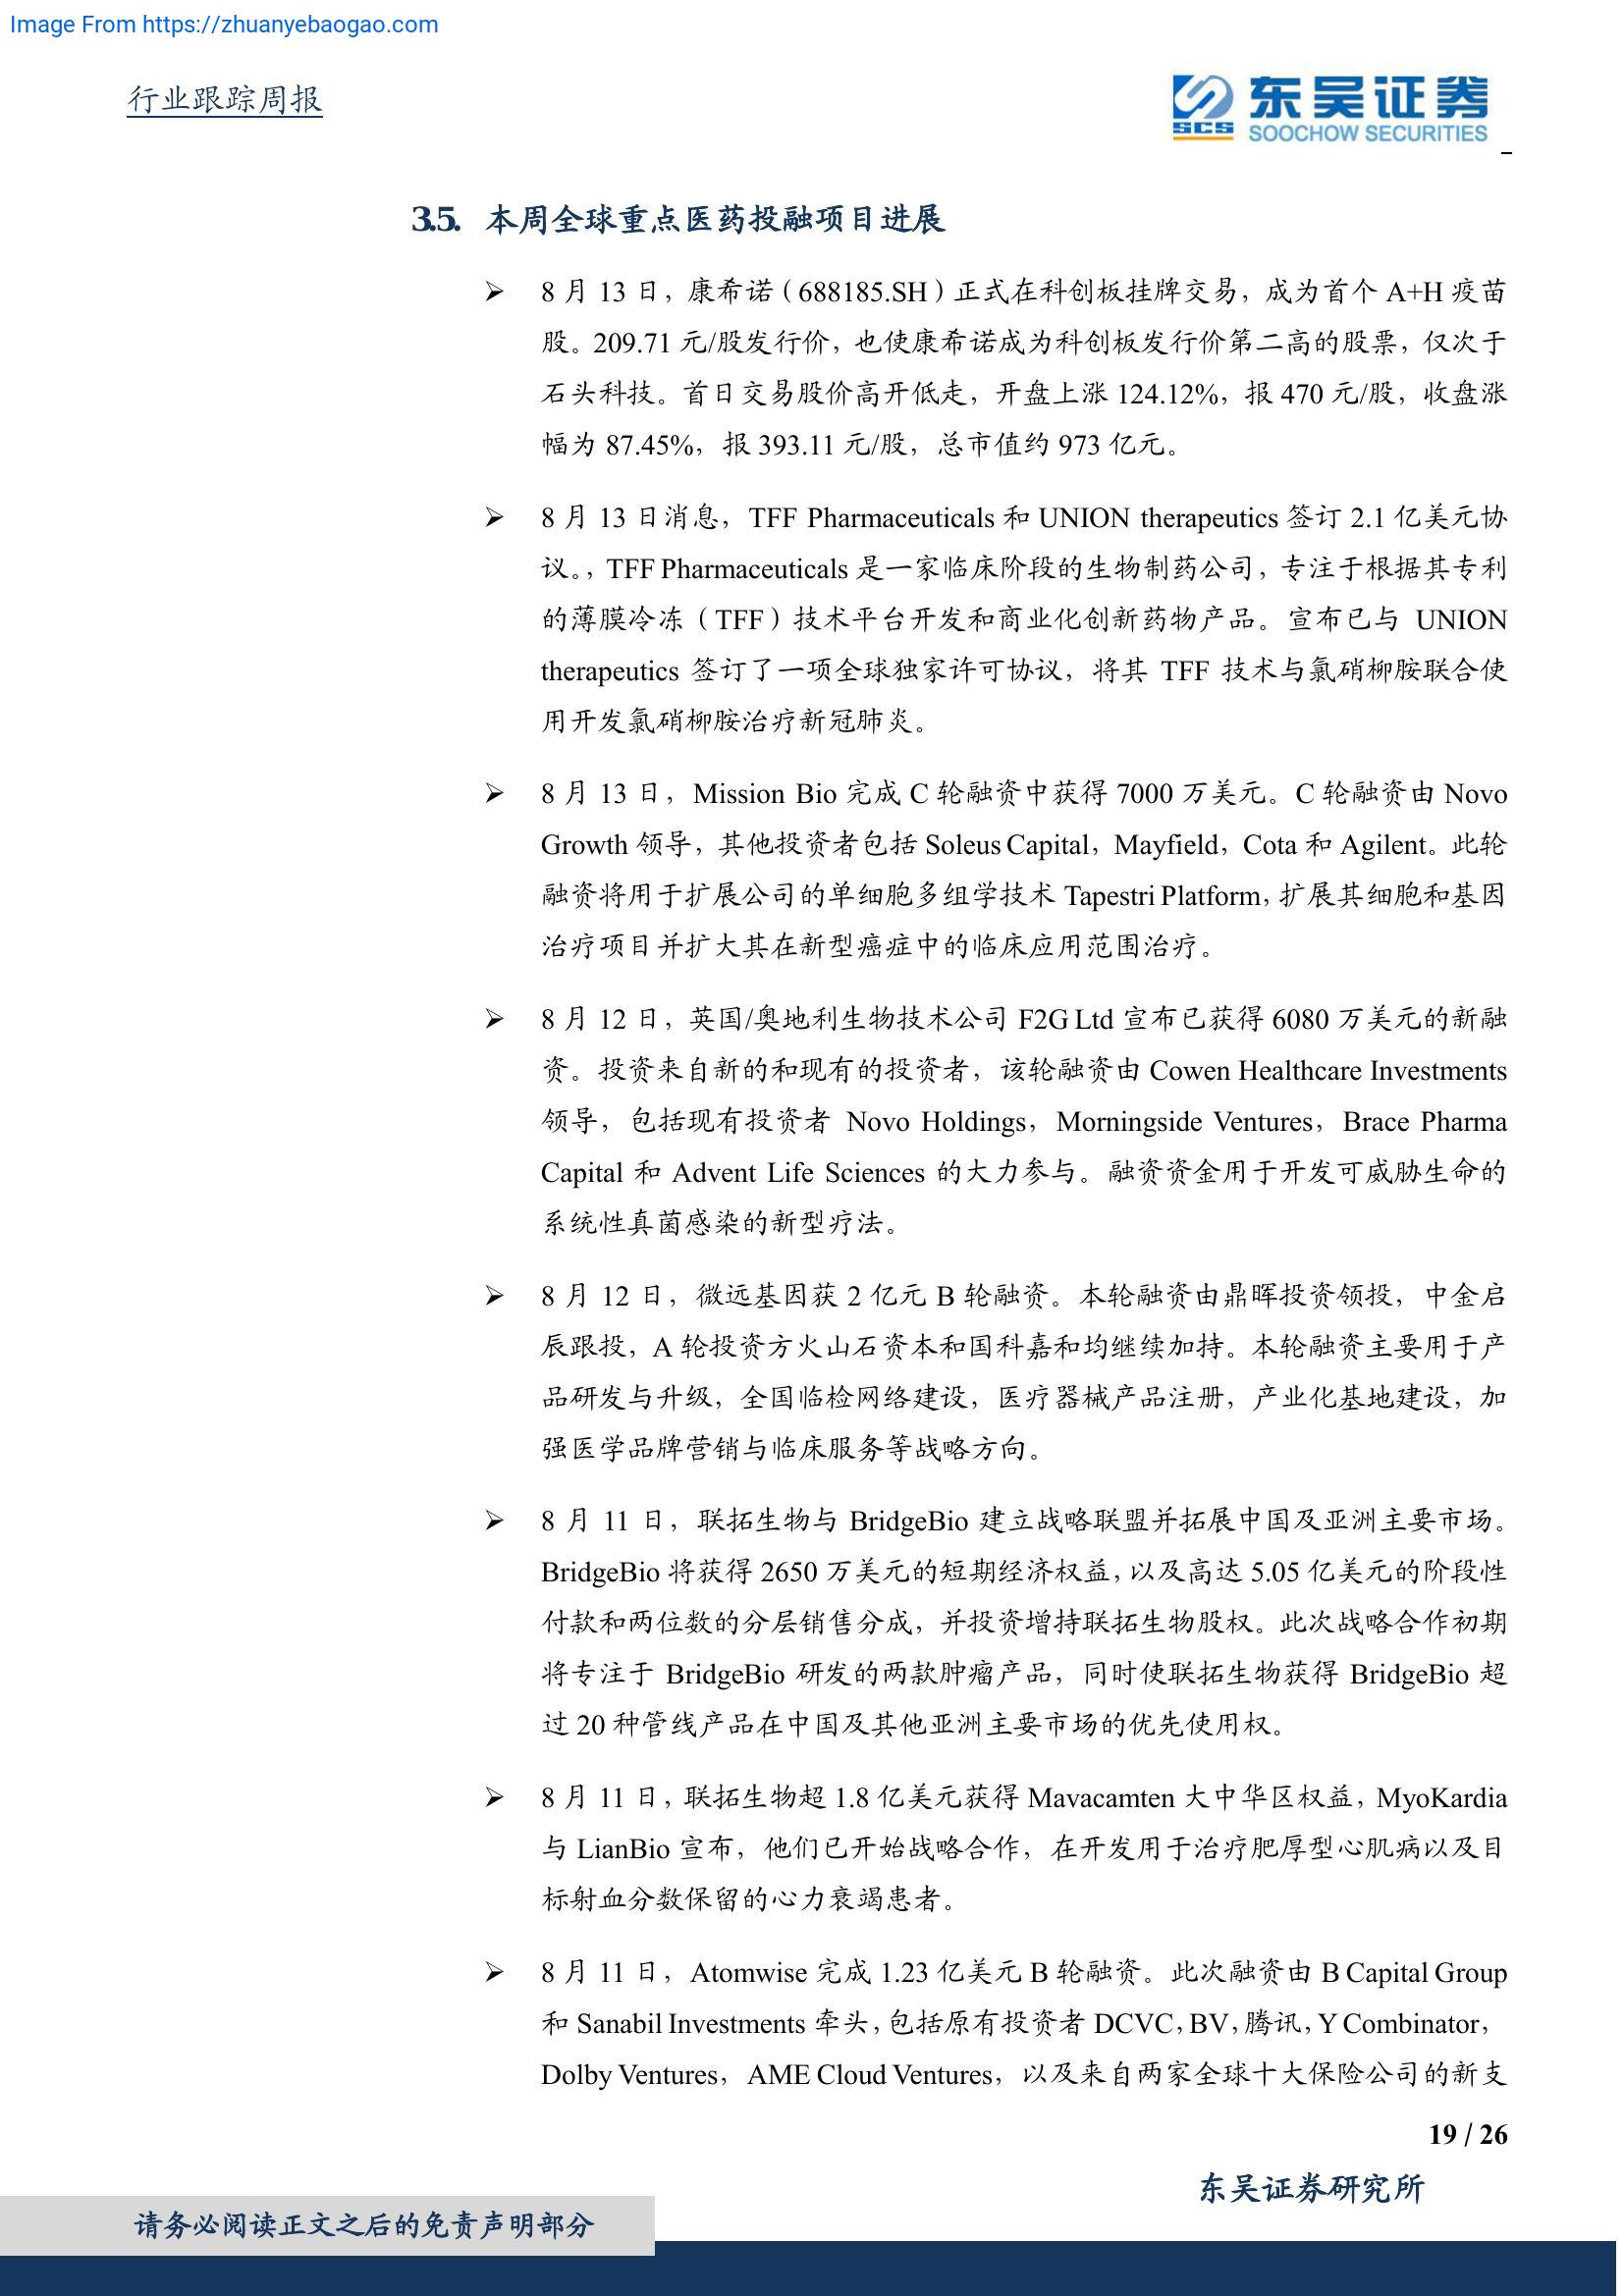 Image From https://zhuanyebaogao.com
行业跟踪周报
SCS
东吴证券
SOOCHOW SECURITIES
3.5. 本周全球重点医药投融项目进展
➢ 8 月 13 日，康希诺（688185.SH）正式在科创板挂牌交易，成为首个 A+H 疫苗
股。209.71 元/股发行价，也使康希诺成为科创板发行价第二高的股票，仅次于
石头科技。首日交易股价高开低走，开盘上涨 124.12%，报 470 元/股，收盘涨
幅为 87.45%，报 393.11 元/股，总市值约 973 亿元。
➢ 8 月 13 日消息，TFF Pharmaceuticals 和 UNION therapeutics 签订 2.1 亿美元协
议。，TFF Pharmaceuticals 是一家临床阶段的生物制药公司，专注于根据其专利
的薄膜冷冻（TFF）技术平台开发和商业化创新药物产品。宣布已与 UNION
therapeutics 签订了一项全球独家许可协议，将其 TFF 技术与氯硝柳胺联合使
用开发氯硝柳胺治疗新冠肺炎。
➢ 8 月 13 日，Mission Bio 完成 C 轮融资中获得 7000 万美元。C 轮融资由 Novo
Growth 领导，其他投资者包括 Soleus Capital，Mayfield，Cota 和 Agilent。此轮
融资将用于扩展公司的单细胞多组学技术 Tapestri Platform，扩展其细胞和基因
治疗项目并扩大其在新型癌症中的临床应用范围治疗。
➢ 8 月 12 日，英国/奥地利生物技术公司 F2G Ltd 宣布已获得 6080 万美元的新融
资。投资来自新的和现有的投资者，该轮融资由 Cowen Healthcare Investments
领导，包括现有投资者 Novo Holdings，Morningside Ventures，Brace Pharma
Capital 和 Advent Life Sciences 的大力参与。融资资金用于开发可威胁生命的
系统性真菌感染的新型疗法。
➢ 8 月 12 日，微远基因获 2 亿元 B 轮融资。本轮融资由鼎晖投资领投，中金启
辰跟投，A 轮投资方火山石资本和国科嘉和均继续加持。本轮融资主要用于产
品研发与升级，全国临检网络建设，医疗器械产品注册，产业化基地建设，加
强医学品牌营销与临床服务等战略方向。
➢ 8 月 11 日，联拓生物与 BridgeBio 建立战略联盟并拓展中国及亚洲主要市场。
BridgeBio 将获得 2650 万美元的短期经济权益，以及高达 5.05 亿美元的阶段性
付款和两位数的分层销售分成，并投资增持联拓生物股权。此次战略合作初期
将专注于 BridgeBio 研发的两款肿瘤产品，同时使联拓生物获得 BridgeBio 超
过 20 种管线产品在中国及其他亚洲主要市场的优先使用权。
➢ 8 月 11 日，联拓生物超 1.8 亿美元获得 Mavacamten 大中华区权益，MyoKardia
与 LianBio 宣布，他们已开始战略合作，在开发用于治疗肥厚型心肌病以及目
标射血分数保留的心力衰竭患者。
➢ 8 月 11 日，Atomwise 完成 1.23 亿美元 B 轮融资。此次融资由 B Capital Group
和 Sanabil Investments 牵头，包括原有投资者 DCVC，BV，腾讯，Y Combinator，
Dolby Ventures，AME Cloud Ventures，以及来自两家全球十大保险公司的新支
19 / 26
东吴证券研究所
请务必阅读正文之后的免责声明部分